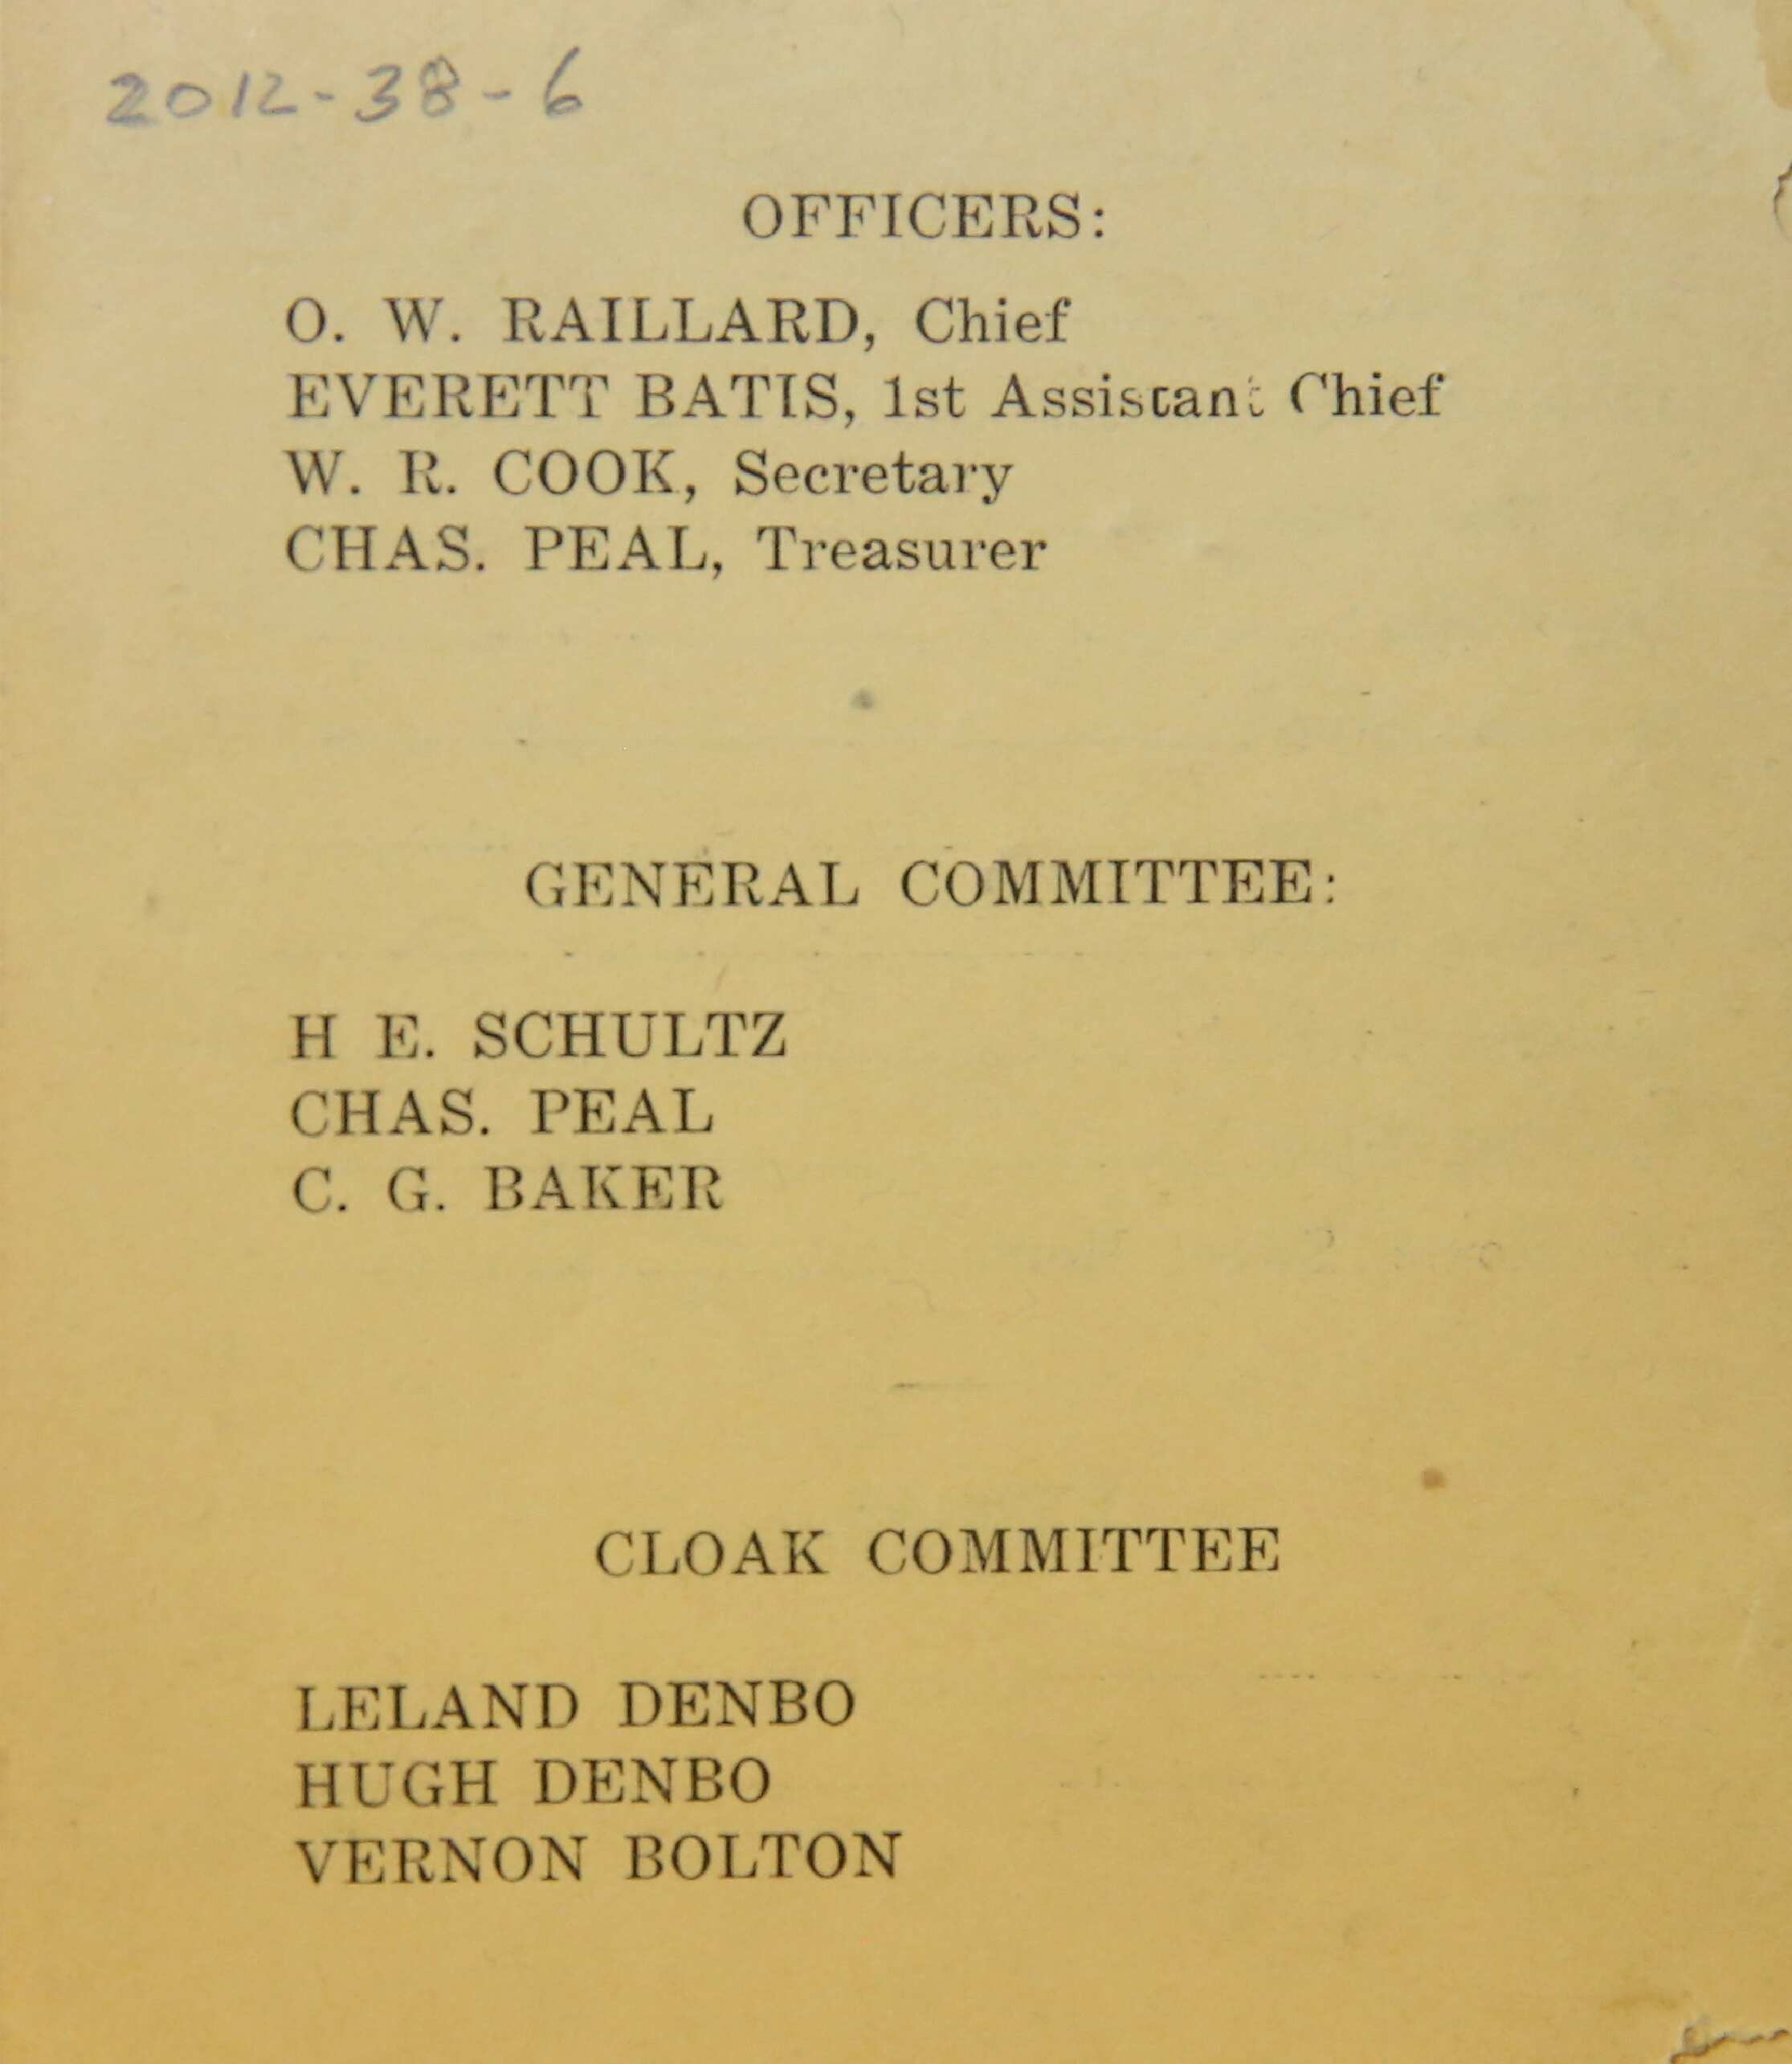 2012-38-6
OFFICERS:
O. W. RAILLARD, Chief
EVERETT BATIS, 1st Assistant Chief
W. R. COOK, Secretary
CHAS. PEAL, Treasurer
GENERAL COMMITTEE:
H E. SCHULTZ
CHAS. PEAL
C. G. BAKER
CLOAK COMMITTEE
LELAND DENBO
HUGH DENBO
VERNON BOLTON